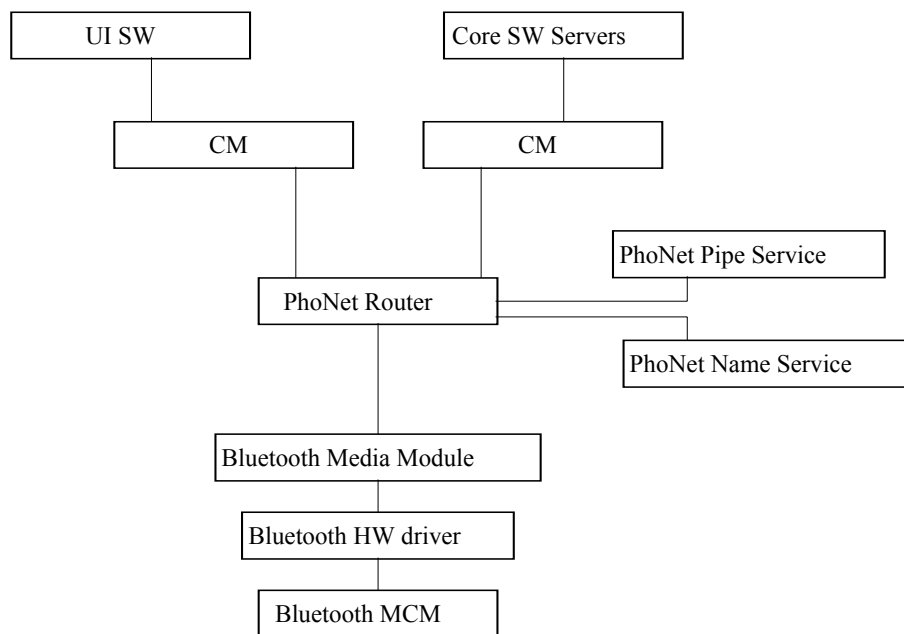 UI SW
Core SW Servers
CM
CM
PhoNet Pipe Service
PhoNet Router
PhoNet Name Service
Bluetooth Media Module
Bluetooth HW driver
Bluetooth MCM